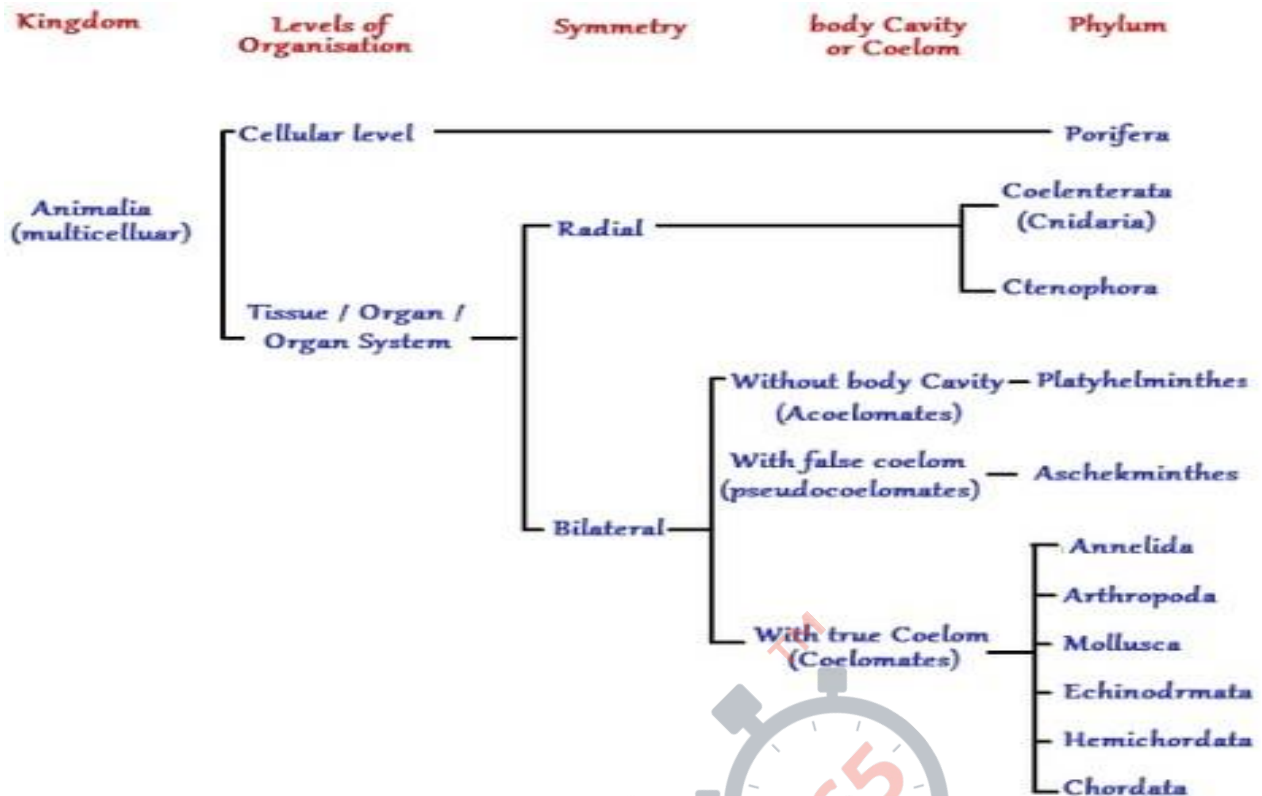 Kingdom
Levels of
Organisation
Symmetry
body Cavity
or Coelom
Phylum
Cellular level
Porifera
Animalia
(multicelluar)
Coelenterata
(Cnidaria)
Radial
Ctenophora
Tissue / Organ /
Organ System
Without body Cavity
(Acoelomates)
Platyhelminthes
With false coelom
(pseudocoelomates)
Aschekminthes
Bilateral
Annelida
Arthropoda
With true Coelom
(Coelomates)
Mollusca
Echinodrmata
Hemichordata
Chordata
TM
65